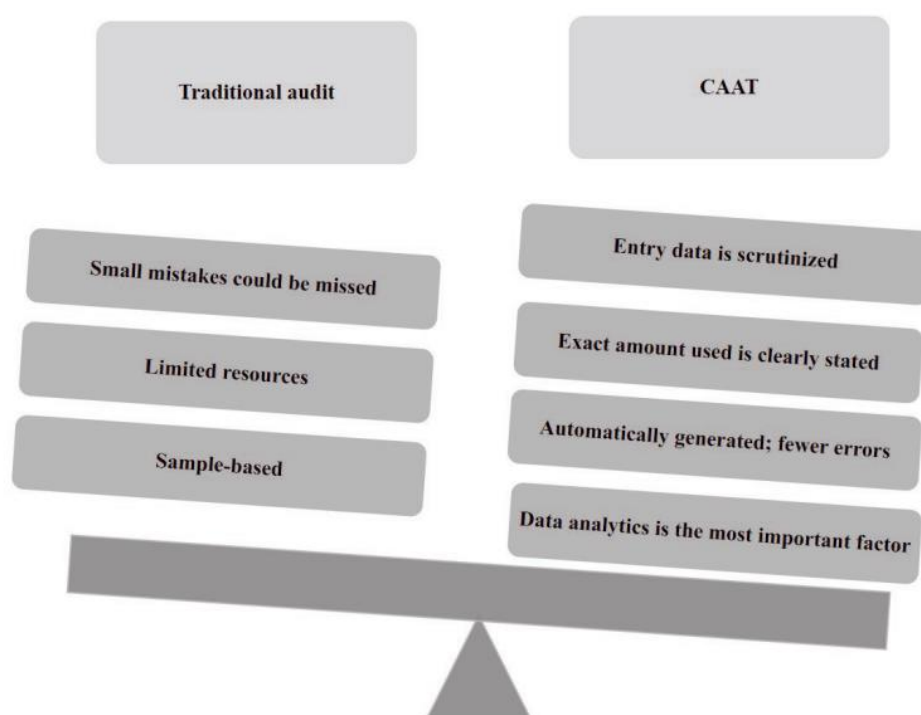 Traditional audit
CAAT
Small mistakes could be missed
Limited resources
Sample-based
Entry data is scrutinized
Exact amount used is clearly stated
Automatically generated; fewer errors
Data analytics is the most important factor